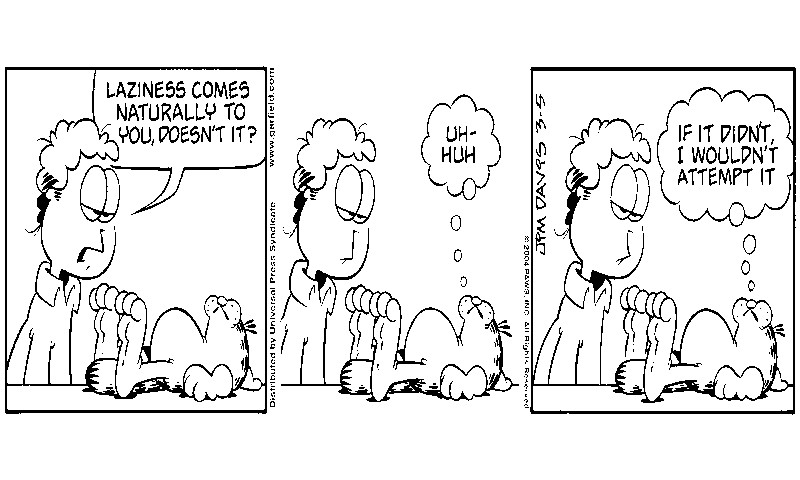 LAZINESS COMES
NATURALLY TO
YOU, DOESN'T IT?
www.garfield.com
Distributed by Universal Press Syndicate
UH-
HUH
© 2004 PAWS, INC. All Rights Reserved
JIM DAVIS 3-5
IF IT DIDN'T,
I WOULDN'T
ATTEMPT IT